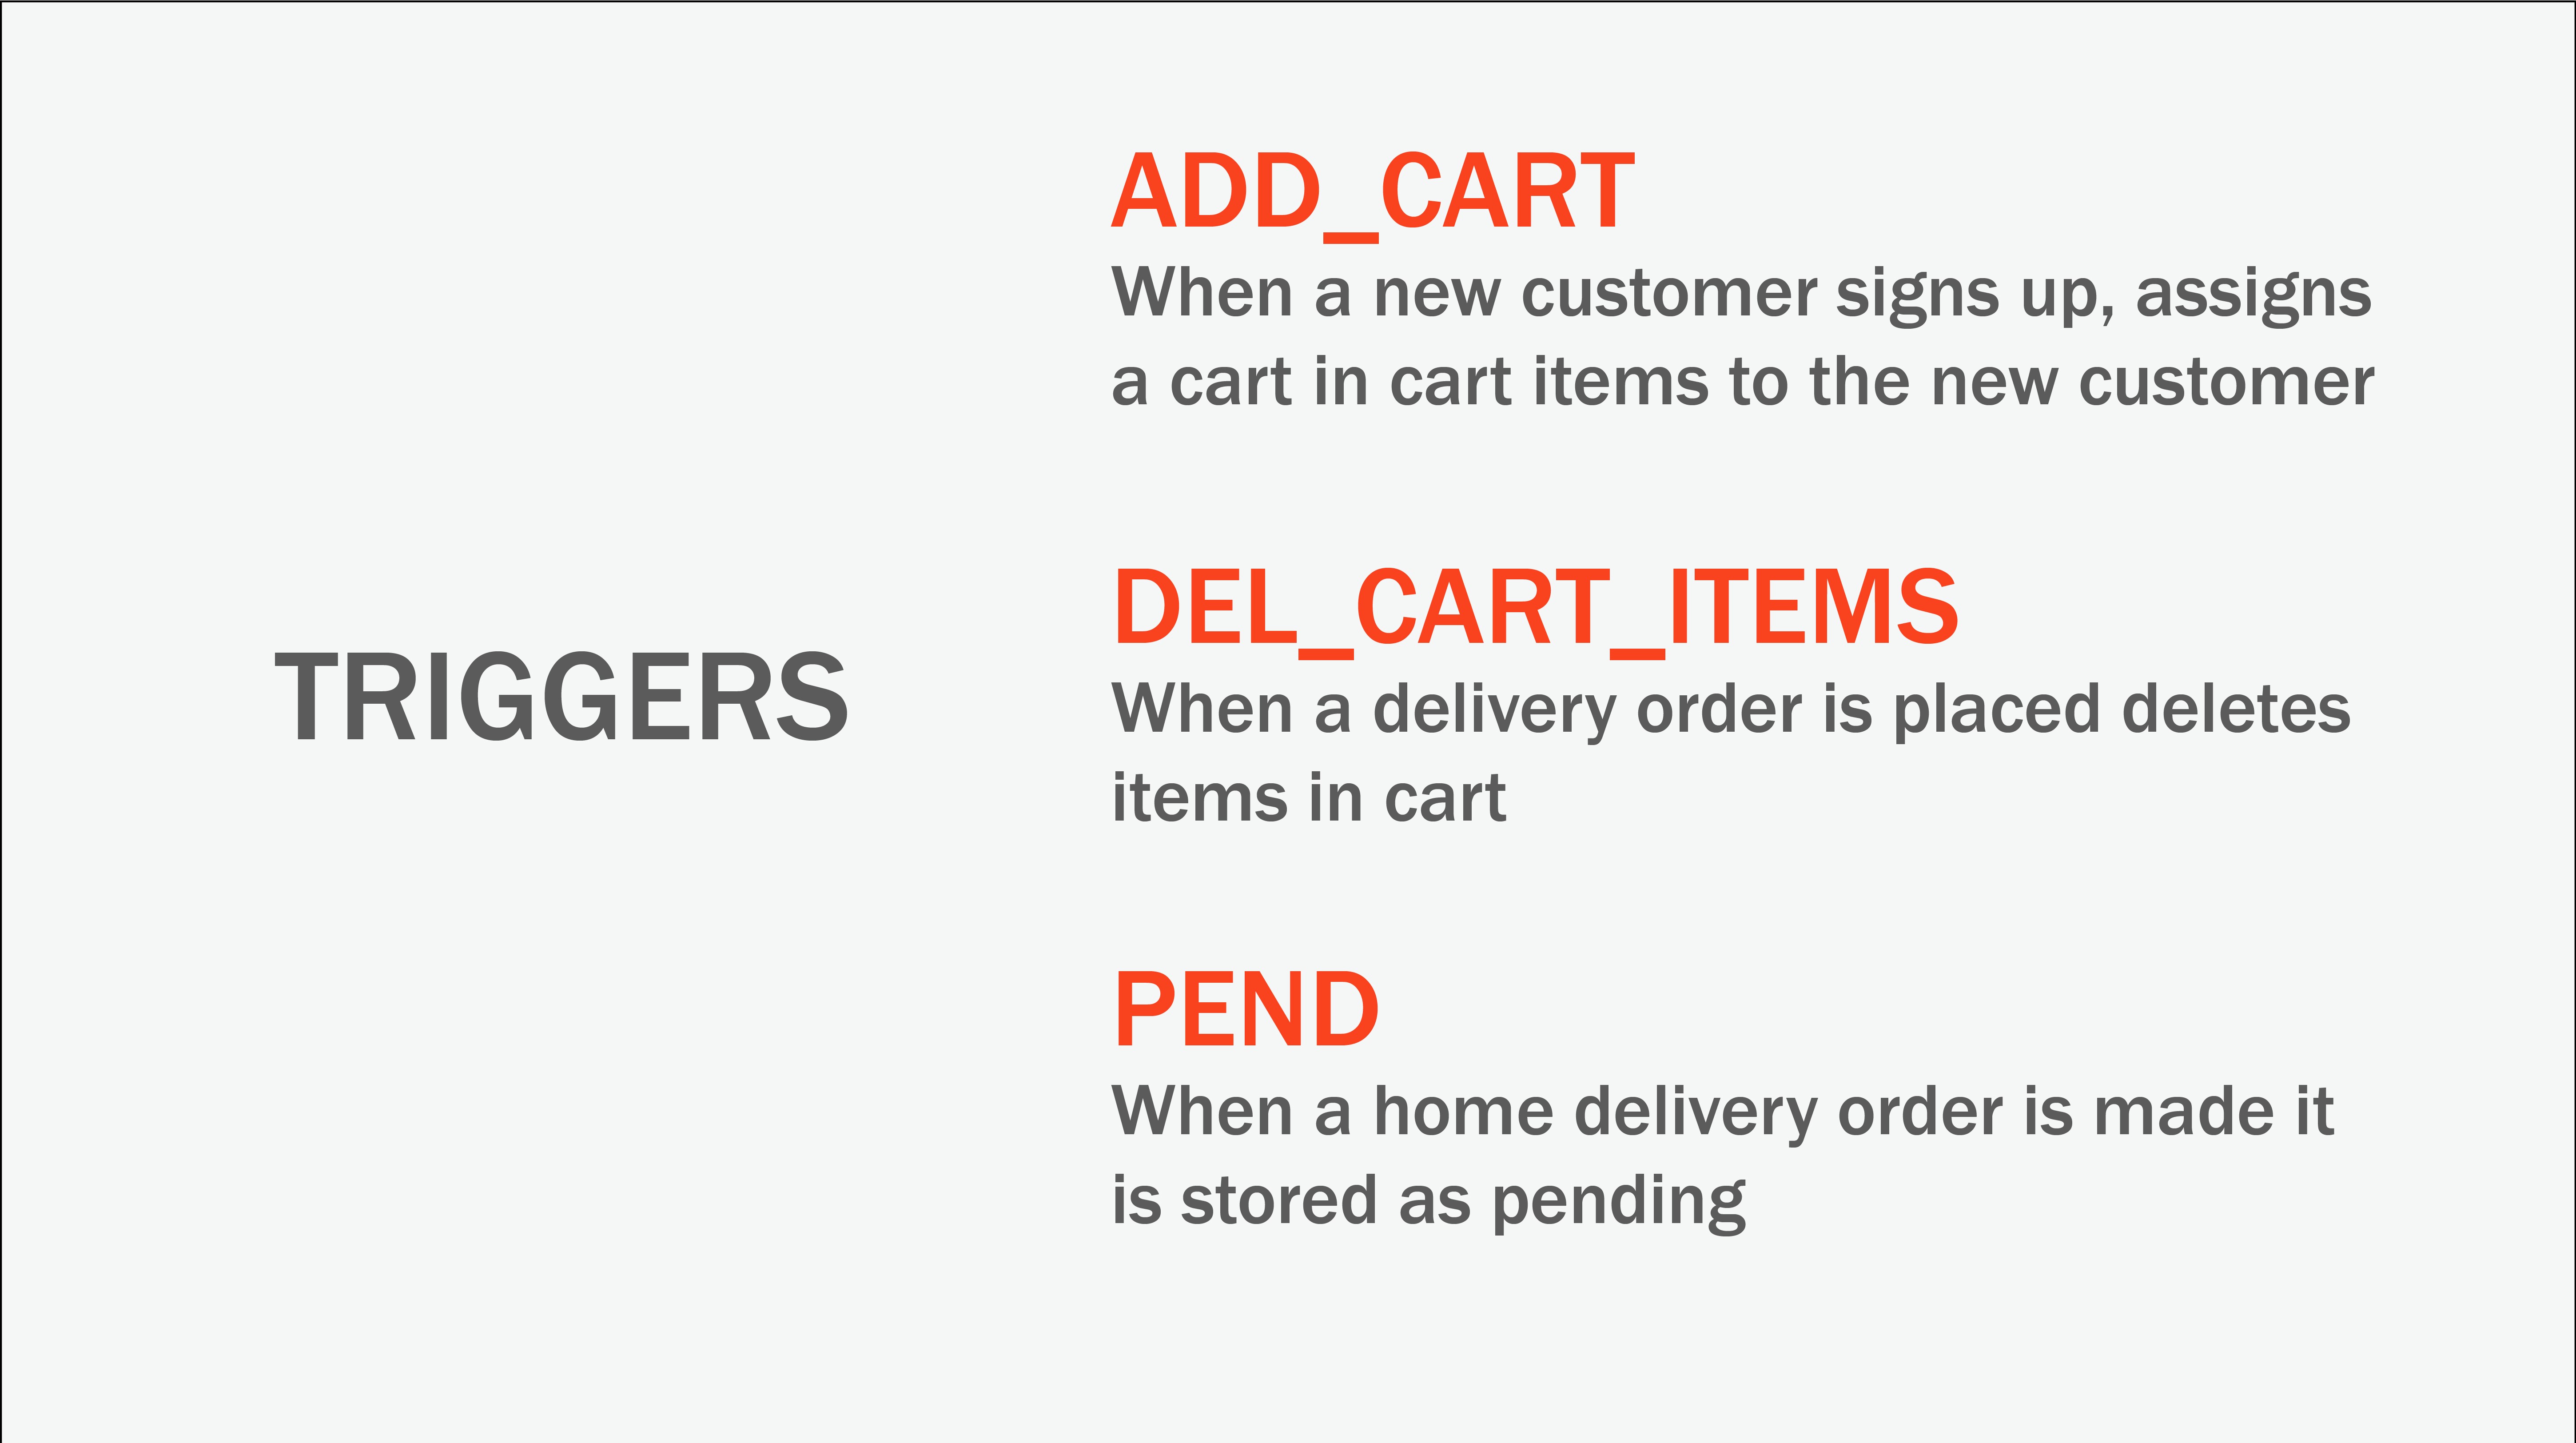 TRIGGERS
ADD_CART
When a new customer signs up, assigns
a cart in cart items to the new customer
DEL_CART_ITEMS
When a delivery order is placed deletes
items in cart
PEND
When a home delivery order is made it
is stored as pending